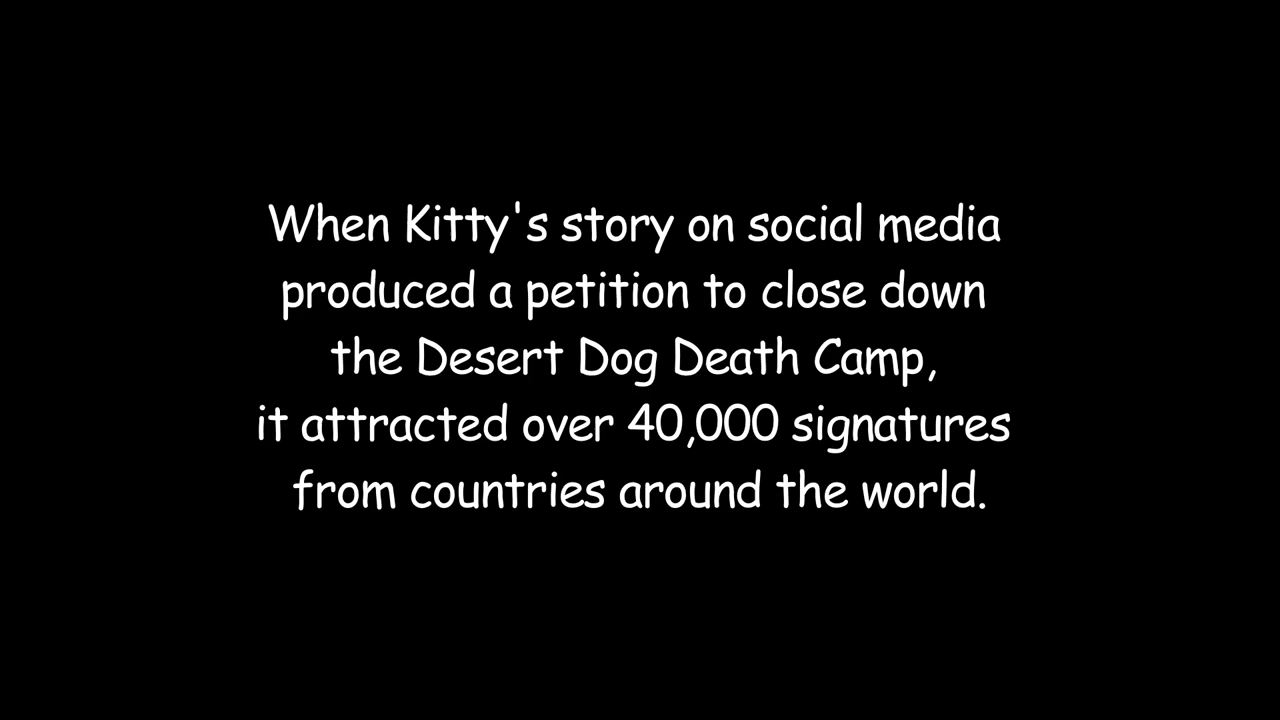 When Kitty's story on social media
produced a petition to close down
the Desert Dog Death Camp,
it attracted over 40,000 signatures
from countries around the world.